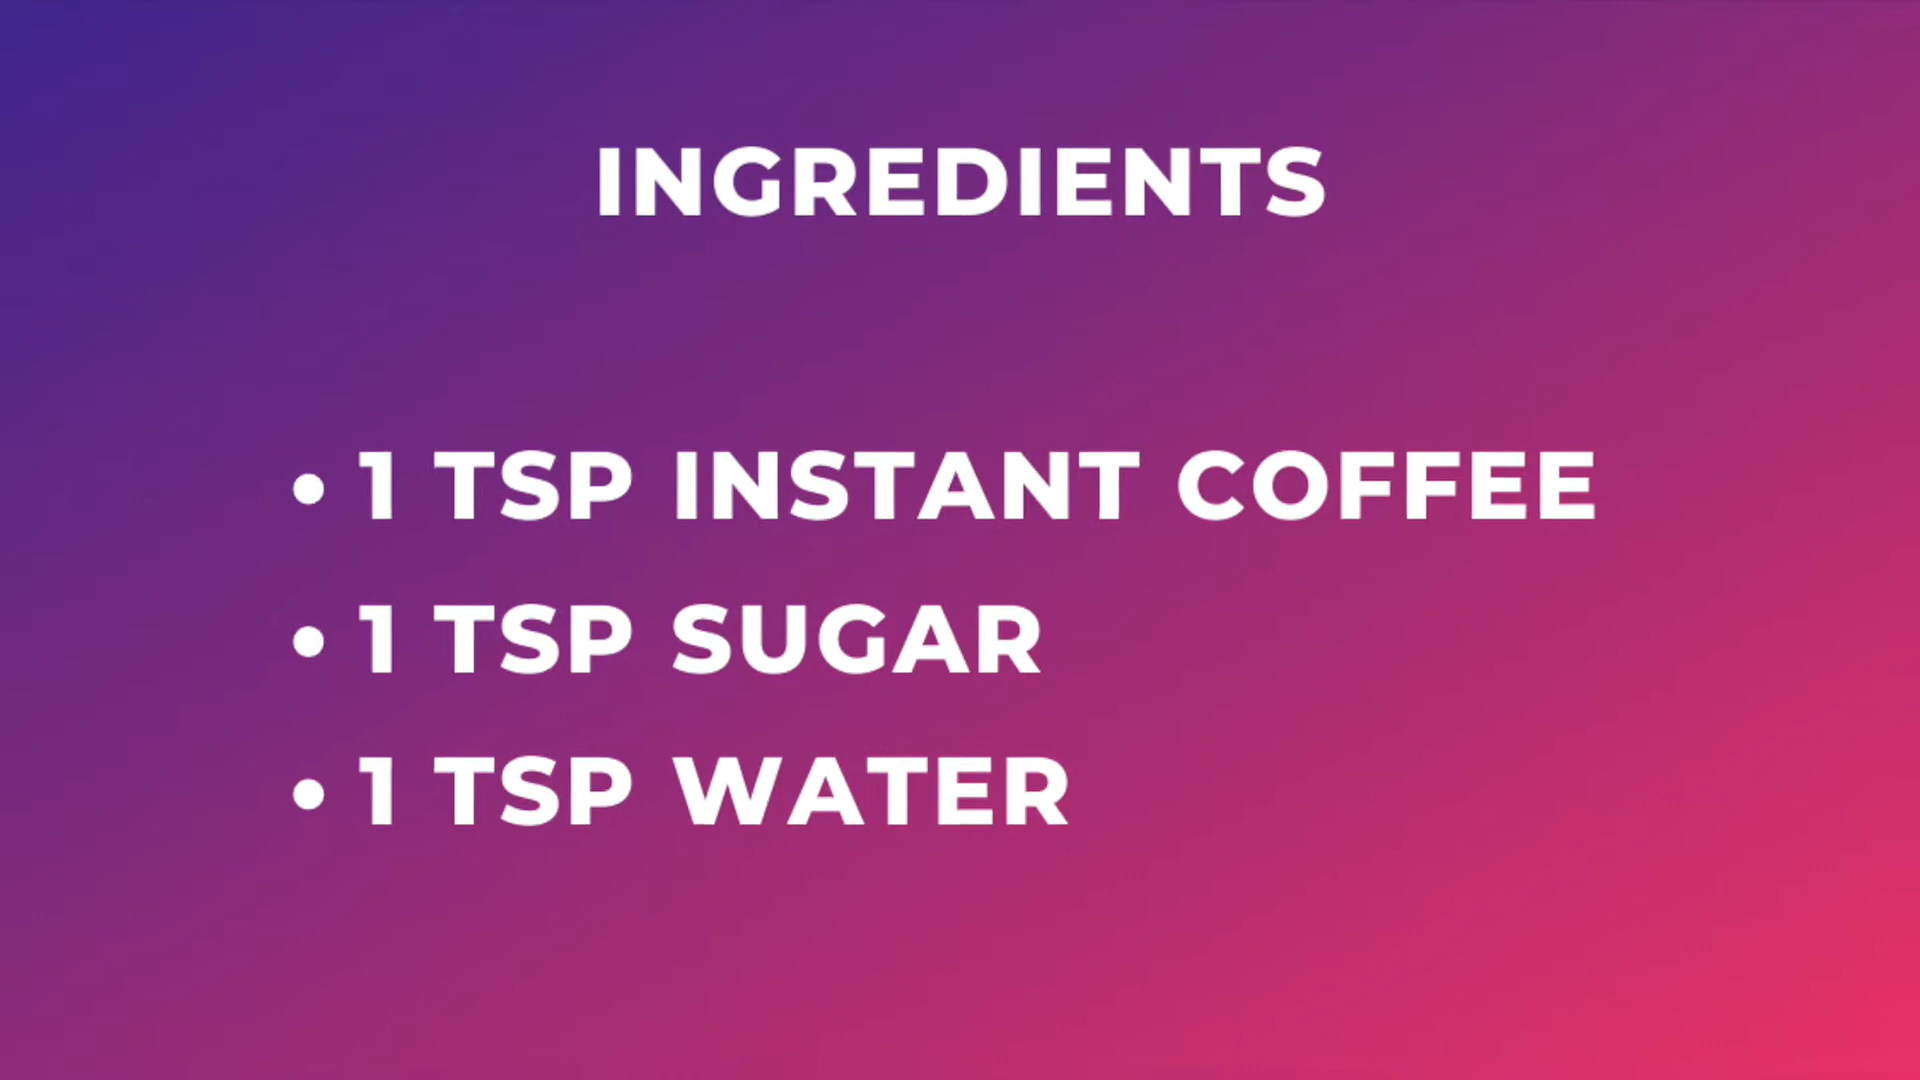 INGREDIENTS
• 1 TSP INSTANT COFFEE
• 1 TSP SUGAR
• 1 TSP WATER